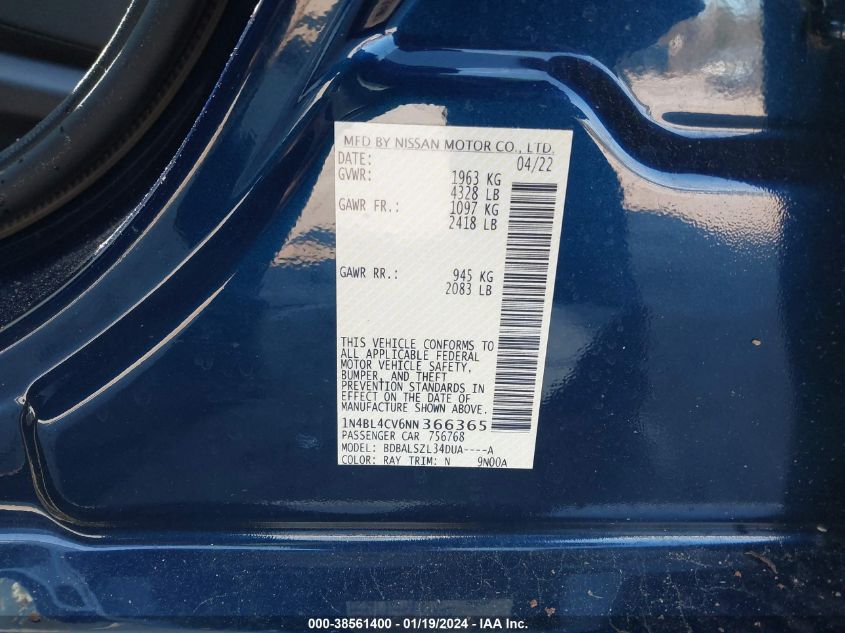 MFD BY NISSAN MOTOR CO., LTD.
DATE: 04/22
GVWR: 1963 KG
4328 LB
GAWR FR.: 1097 KG
2418 LB
GAWR RR.: 945 KG
2083 LB
THIS VEHICLE CONFORMS TO
ALL APPLICABLE FEDERAL
MOTOR VEHICLE SAFETY,
BUMPER, AND THEFT
PREVENTION STANDARDS IN
EFFECT ON THE DATE OF
MANUFACTURE SHOWN ABOVE.
1N4BL4CV6NN366365
PASSENGER CAR 756768
MODEL: BDBALSZL34DUA----A
COLOR: RAY TRIM: N 9N00A
000-38561400 - 01/19/2024 - IAA Inc.